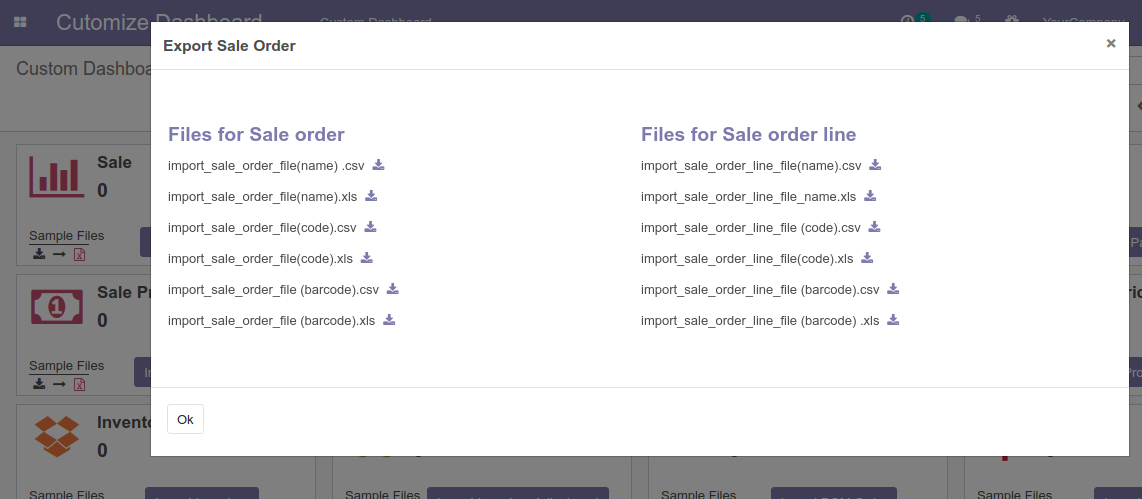 Cutomize Dashboard
Custom Dashboard
5
5
YourCompany
Export Sale Order
×
Custom Dashboa
Files for Sale order
import_sale_order_file(name) .csv
import_sale_order_file(name).xls
import_sale_order_file(code).csv
import_sale_order_file(code).xls
import_sale_order_file (barcode).csv
import_sale_order_file (barcode).xls
Files for Sale order line
import_sale_order_line_file(name).csv
import_sale_order_line_file_name.xls
import_sale_order_line_file (code).csv
import_sale_order_line_file(code).xls
import_sale_order_line_file (barcode).csv
import_sale_order_line_file (barcode) .xls
Ok
Sale
0
Sample Files
Sale Pr
0
Sample Files
Invento
0
Sample Files
Sample Files
Sample Files
Sample Files